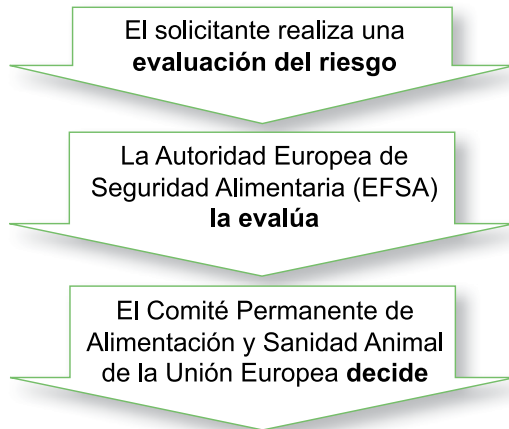 El solicitante realiza una
evaluación del riesgo
La Autoridad Europea de
Seguridad Alimentaria (EFSA)
la evalúa
El Comité Permanente de
Alimentación y Sanidad Animal
de la Unión Europea decide